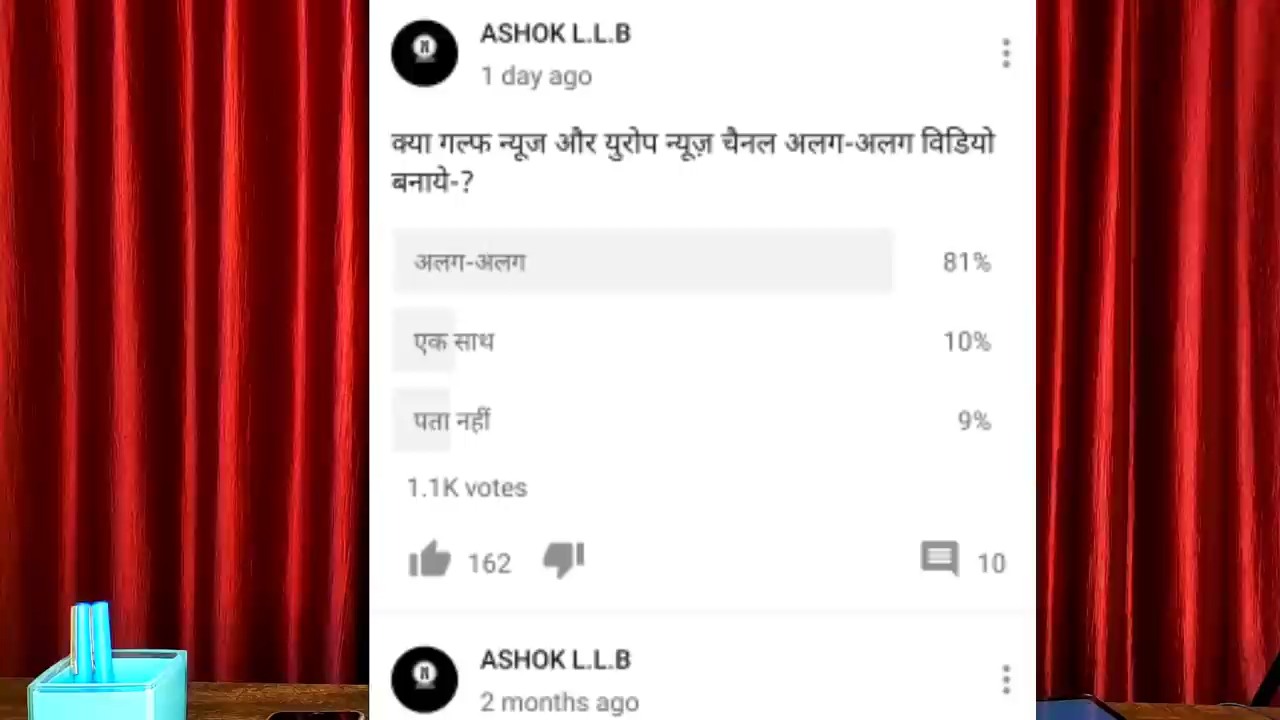 ASHOK L.L.B
1 day ago
क्या गल्फ न्यूज और युरोप न्यूज़ चैनल अलग-अलग विडियो
बनाये-?
अलग-अलग 81%
एक साथ 10%
पता नहीं 9%
1.1K votes
162 10
ASHOK L.L.B
2 months ago